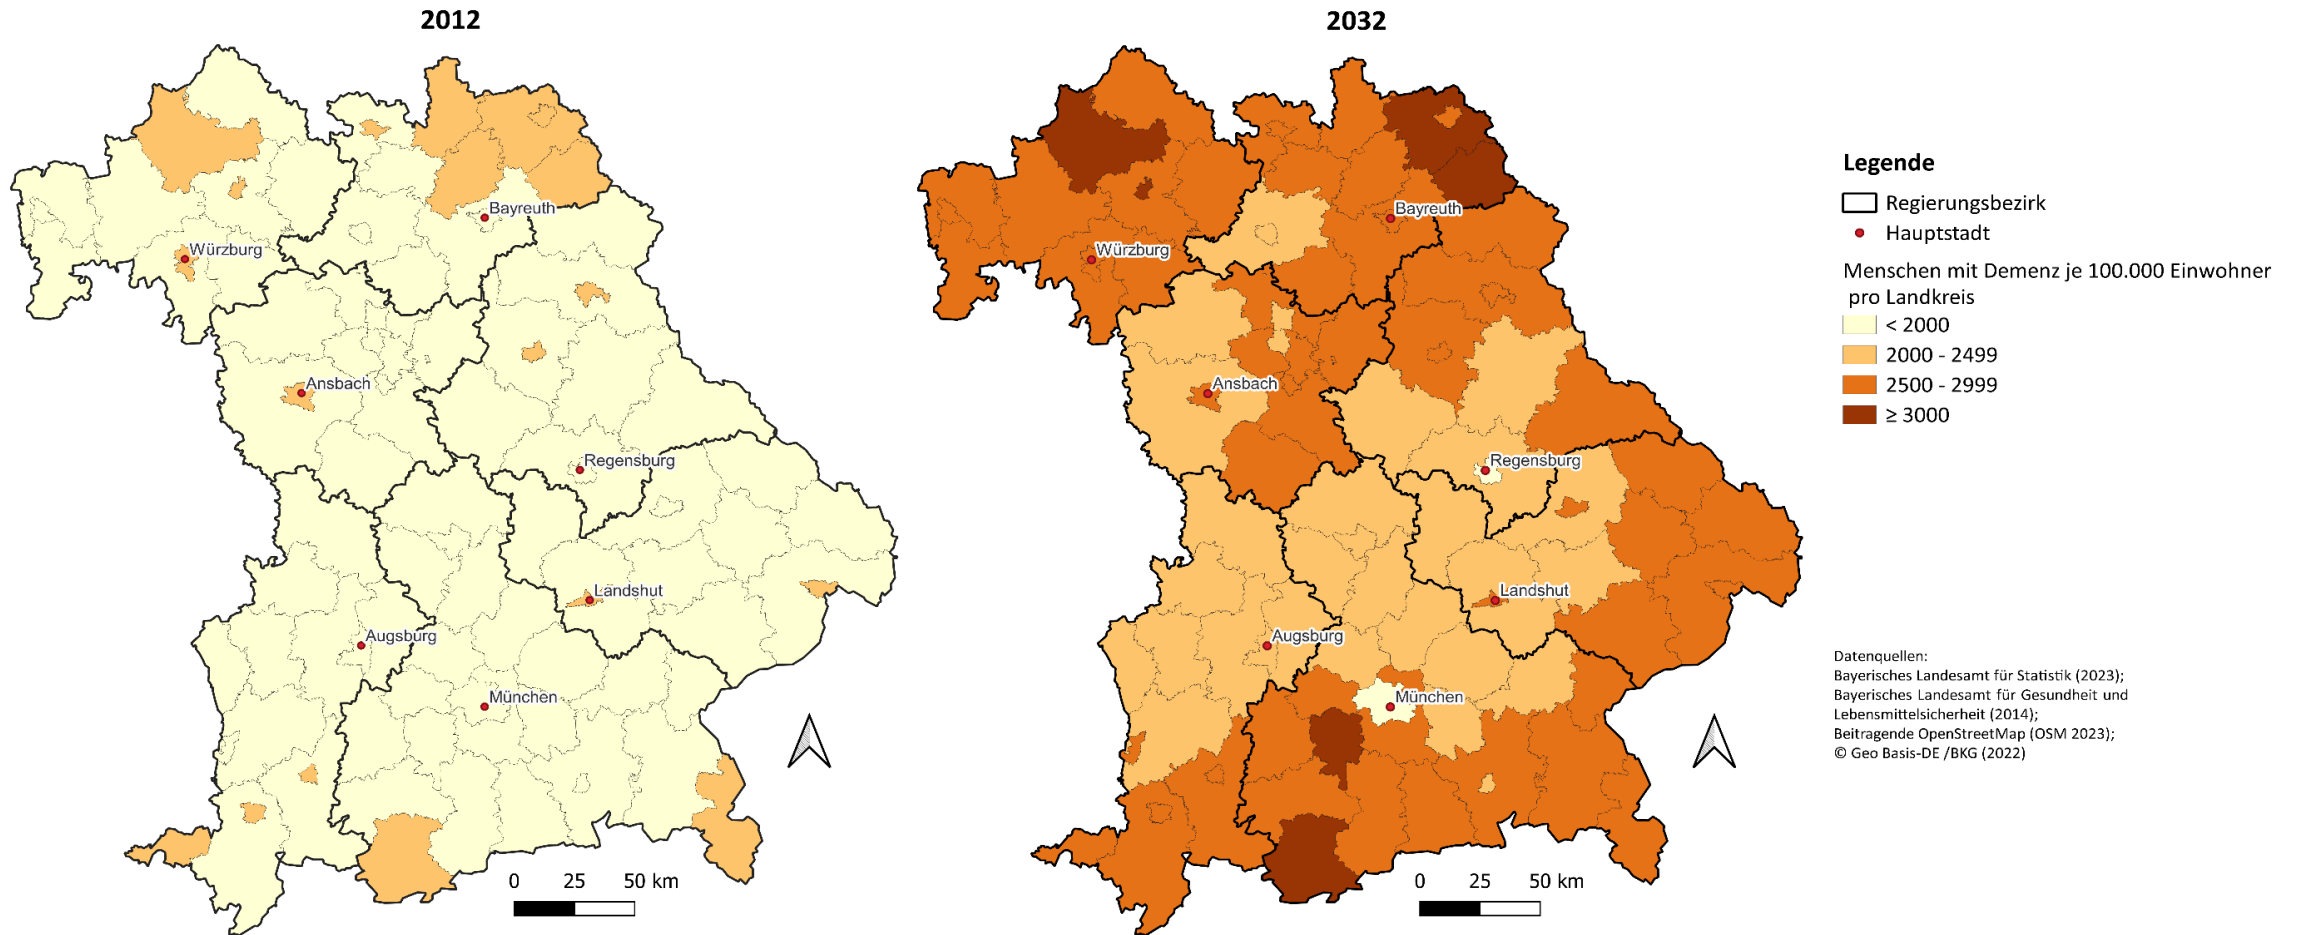 2012
Bayreuth
Würzburg
Ansbach
Regensburg
Landshut
Augsburg
München
0 25 50 km
2032
Bayreuth
Würzburg
Ansbach
Regensburg
Landshut
Augsburg
München
0 25 50 km
Legende
Regierungsbezirk
Hauptstadt
Menschen mit Demenz je 100.000 Einwohner
pro Landkreis
< 2000
2000 - 2499
2500 - 2999
≥ 3000
Datenquellen:
Bayerisches Landesamt für Statistik (2023);
Bayerisches Landesamt für Gesundheit und
Lebensmittelsicherheit (2014);
Beitragende OpenStreetMap (OSM 2023);
© Geo Basis-DE /BKG (2022)